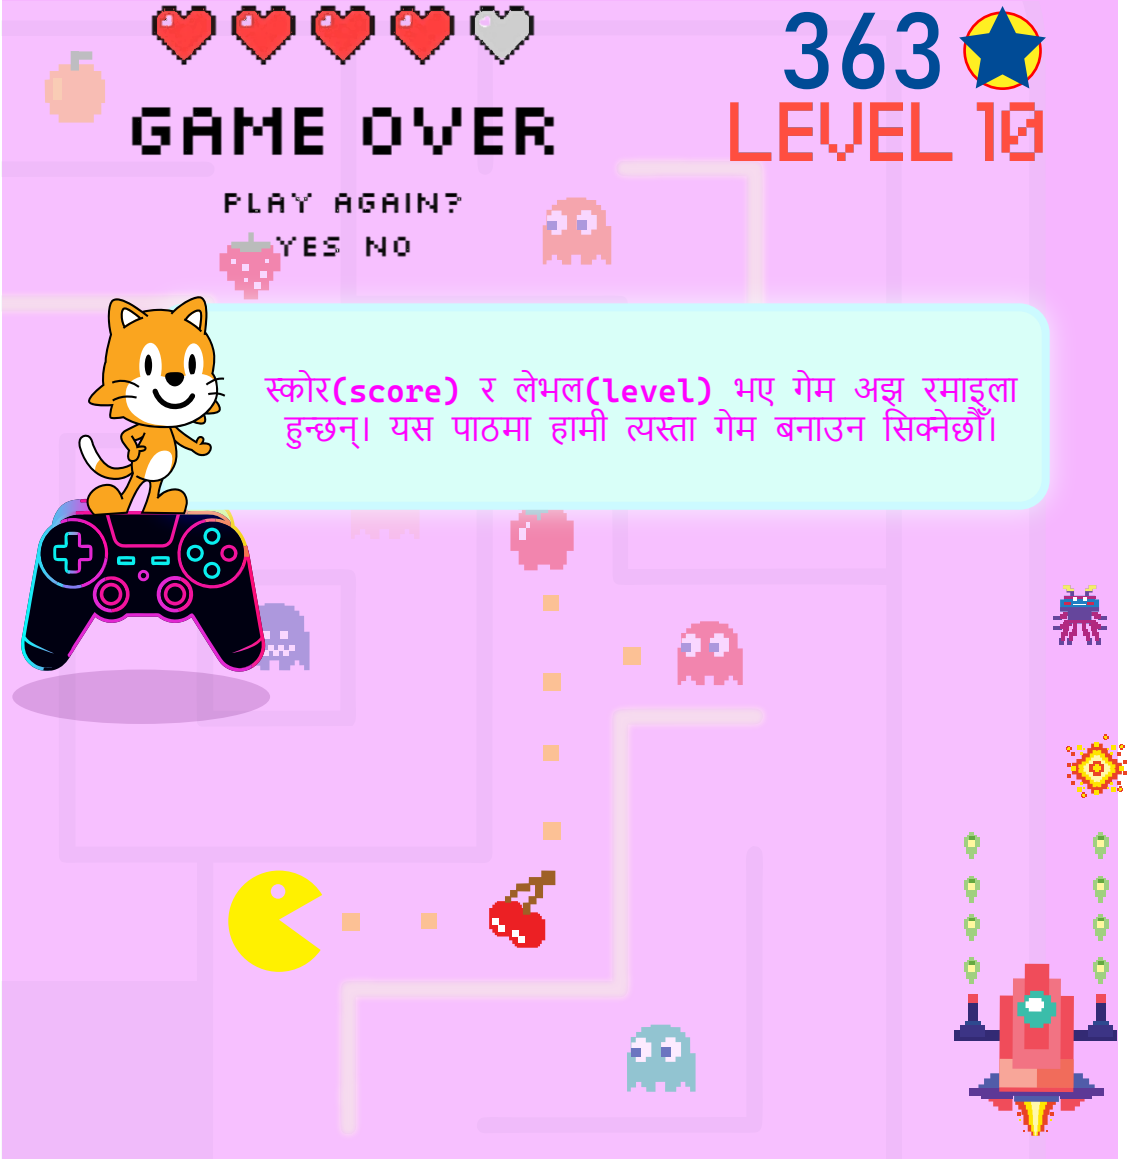 363
LEVEL 10
GAME OVER
PLAY AGAIN?
YES NO
स्कोर(score) र लेभल(level) भए गेम अझ रमाइला
हुन्छन्। यस पाठमा हामी त्यस्ता गेम बनाउन सिक्नेछौँ।